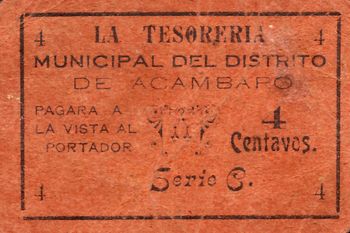 4 LA TESORERIA 4
MUNICIPAL DEL DISTRITO
DE ACAMBARO
PAGARA A
LA VISTA AL
PORTADOR
4
Centavos.
Serie C.
4 4